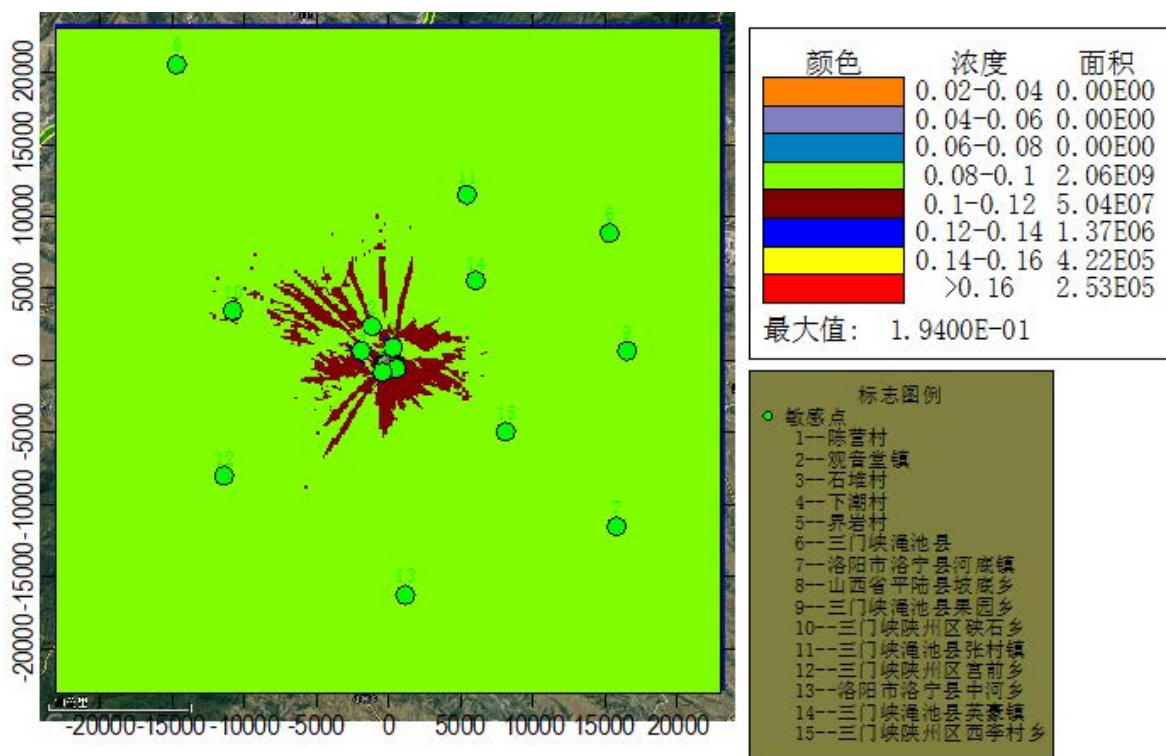 颜色 浓度 面积
0.02-0.04 0.00E00
0.04-0.06 0.00E00
0.06-0.08 0.00E00
0.08-0.1 2.06E09
0.1-0.12 5.04E07
0.12-0.14 1.37E06
0.14-0.16 4.22E05
>0.16 2.53E05
最大值: 1.9400E-01
标志图例
敏感点
1--陈营村
2--观音堂镇
3--石堆村
4--下潮村
5--界岩村
6--三门峡渑池县
7--洛阳市洛宁县河底镇
8--山西省平陆县坡底乡
9--三门峡渑池县果园乡
10--三门峡陕州区硖石乡
11--三门峡渑池县张村镇
12--三门峡陕州区宫前乡
13--洛阳市洛宁县中河乡
14--三门峡渑池县英豪镇
15--三门峡陕州区西李村乡
20000
15000
10000
5000
0
-5000
-10000
-15000
-20000
-20000 -15000 -10000 -5000 0 5000 10000 15000 20000
8
11
6
14
10
9
15
12
7
13